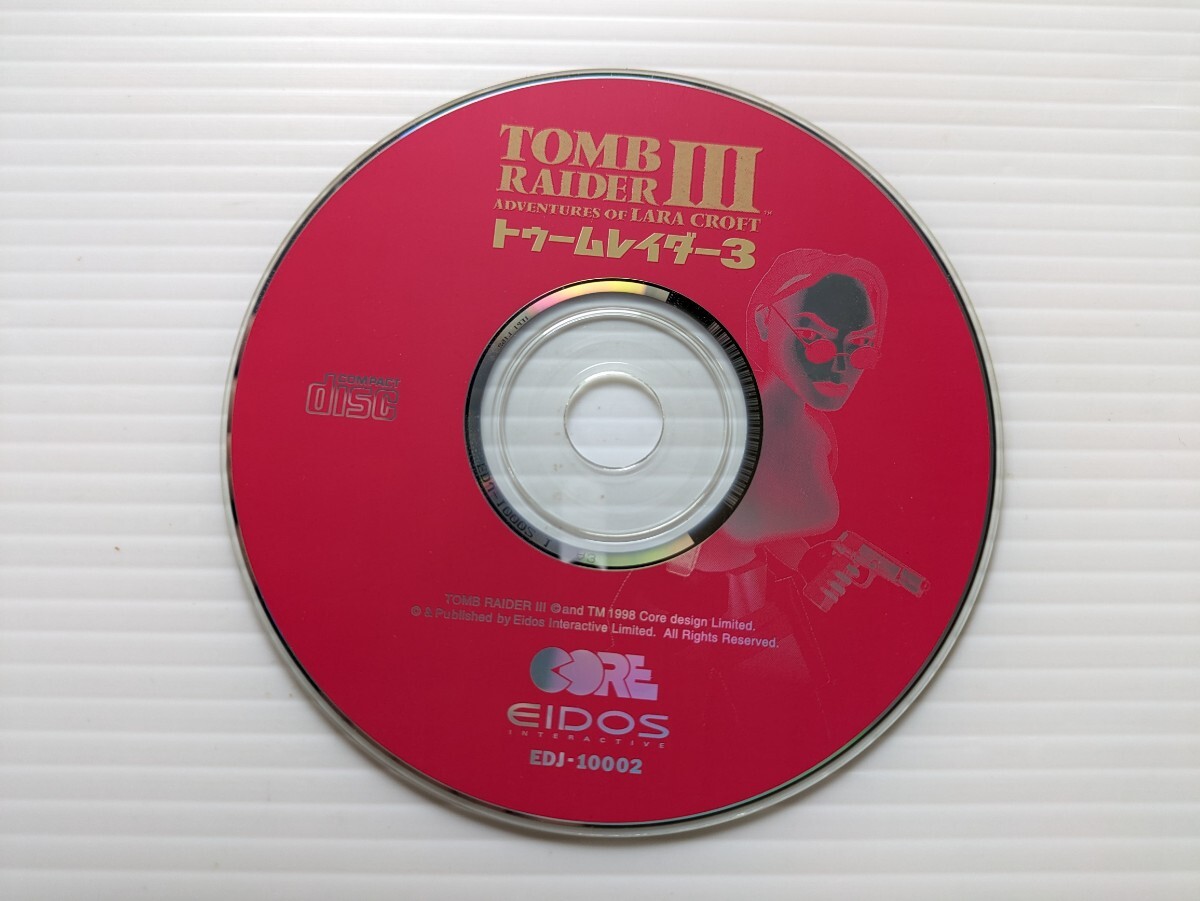 TOMB
RAIDER III™
ADVENTURES OF LARA CROFT
トゥームレイダー3
COMPACT
disc
TOMB RAIDER III © and TM 1998 Core design Limited.
© & Published by Eidos Interactive Limited. All Rights Reserved.
CORE
EIDOS
INTERACTIVE
EDJ-10002